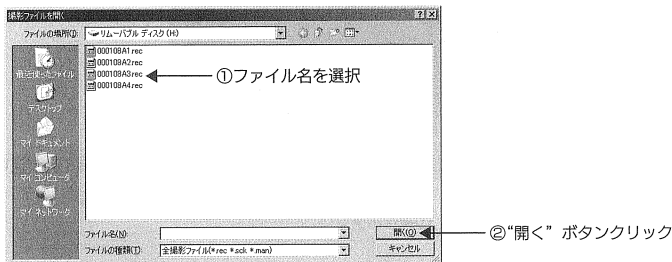 撮影ファイルを開く
ファイルの場所(I):
リムーバブル ディスク (H:)
000108A1.rec
000108A2.rec
000108A3.rec
000108A4.rec
①ファイル名を選択
最近使ったファイル
デスクトップ
マイ ドキュメント
マイ コンピュータ
マイ ネットワーク
ファイル名(N):
開く(O)
②“開く” ボタンクリック
ファイルの種類(T):
全撮影ファイル(*.rec *.sck *.man)
キャンセル